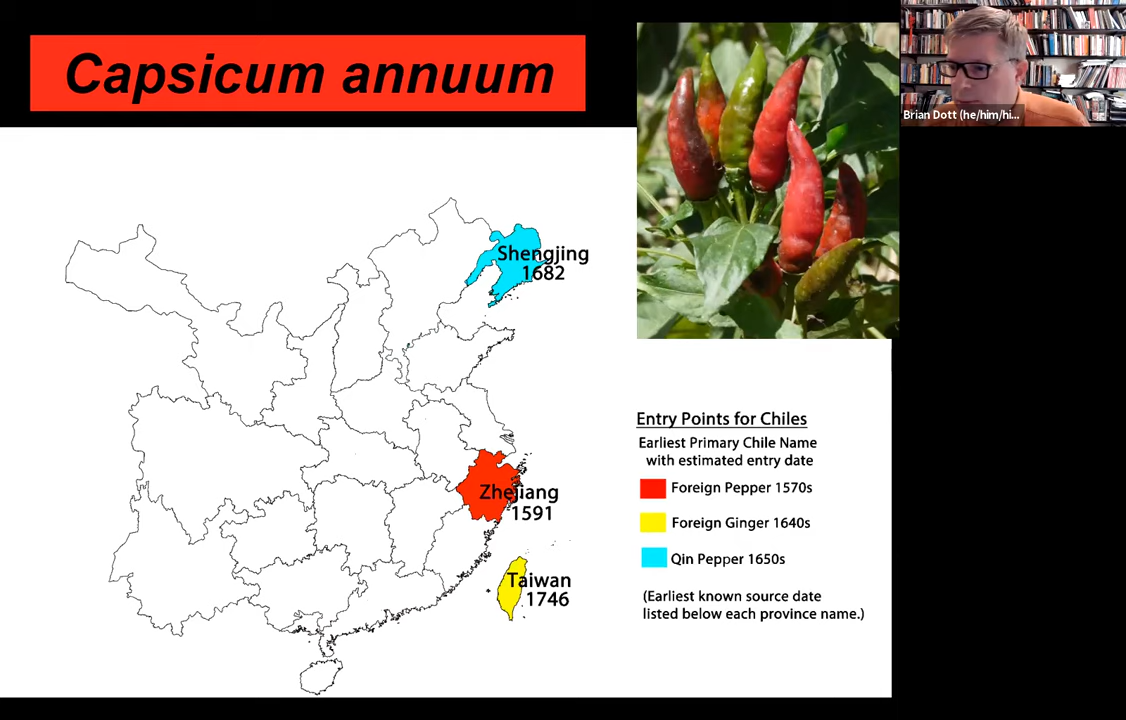 Capsicum annuum
Brian Dott (he/him/hi...
Shengjing
1682
Zhejiang
1591
Taiwan
1746
Entry Points for Chiles
Earliest Primary Chile Name
with estimated entry date
Foreign Pepper 1570s
Foreign Ginger 1640s
Qin Pepper 1650s
(Earliest known source date
listed below each province name.)